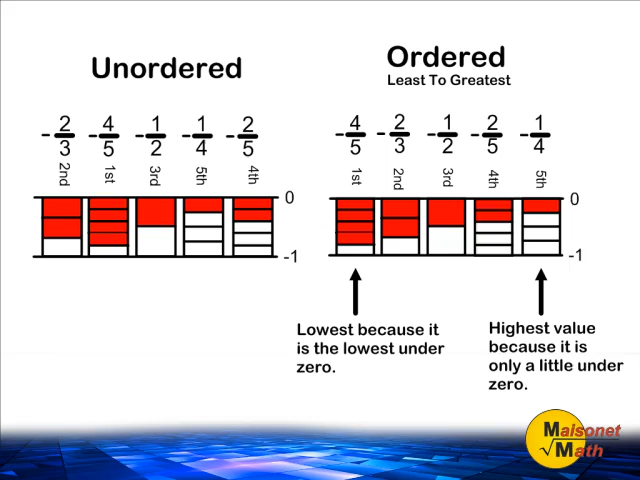 Unordered
Ordered
Least To Greatest
-2/3 -4/5 -1/2 -1/4 -2/5
2nd 1st 3rd 5th 4th
0
-1
-4/5 -2/3 -1/2 -2/5 -1/4
1st 2nd 3rd 4th 5th
0
-1
Lowest because it
is the lowest under
zero.
Highest value
because it is
only a little under
zero.
Maisonet
√Math